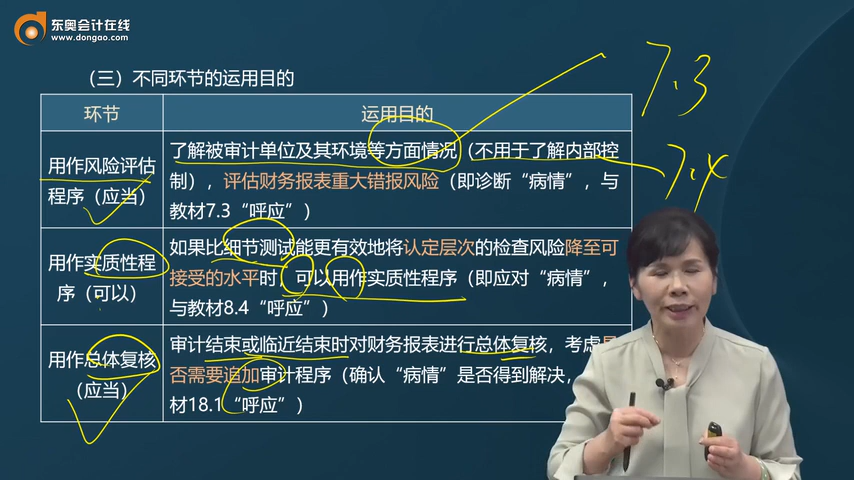 东奥会计在线
www.dongao.com
（三）不同环节的运用目的
环节
运用目的
用作风险评估
程序（应当）
了解被审计单位及其环境等方面情况（不用于了解内部控
制），评估财务报表重大错报风险（即诊断“病情”，与
教材7.3“呼应”）
用作实质性程
序（可以）
如果比细节测试能更有效地将认定层次的检查风险降至可
接受的水平时，可以用作实质性程序（即应对“病情”，
与教材8.4“呼应”）
用作总体复核
（应当）
审计结束或临近结束时对财务报表进行总体复核，考虑
否需要追加审计程序（确认“病情”是否得到解决，
材18.1“呼应”）
7.3
7.4